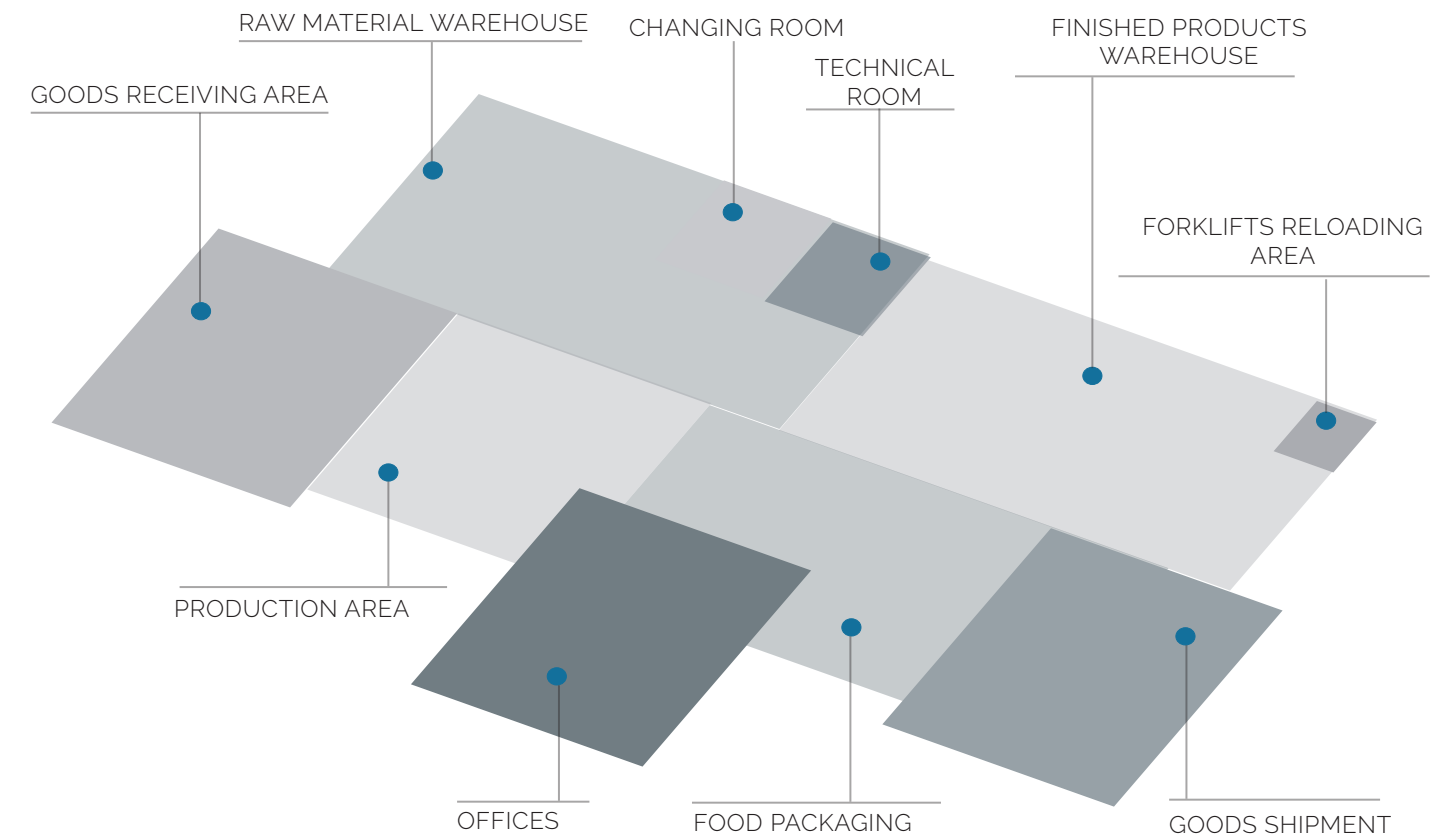 RAW MATERIAL WAREHOUSE
CHANGING ROOM
FINISHED PRODUCTS
WAREHOUSE
TECHNICAL
ROOM
GOODS RECEIVING AREA
FORKLIFTS RELOADING
AREA
PRODUCTION AREA
OFFICES
FOOD PACKAGING
GOODS SHIPMENT